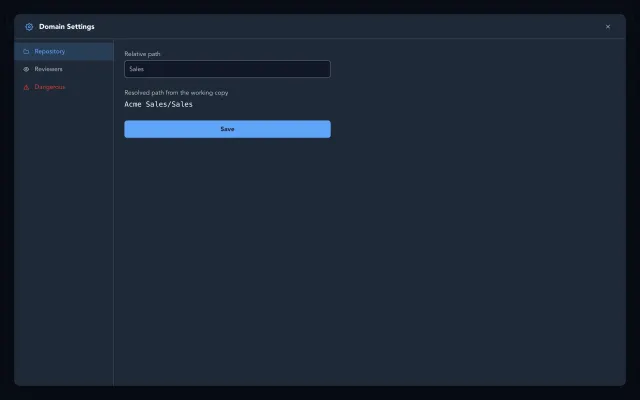 Domain Settings
Repository
Reviewers
Dangerous
Relative path
Sales
Resolved path from the working copy
Acme Sales/Sales
Save